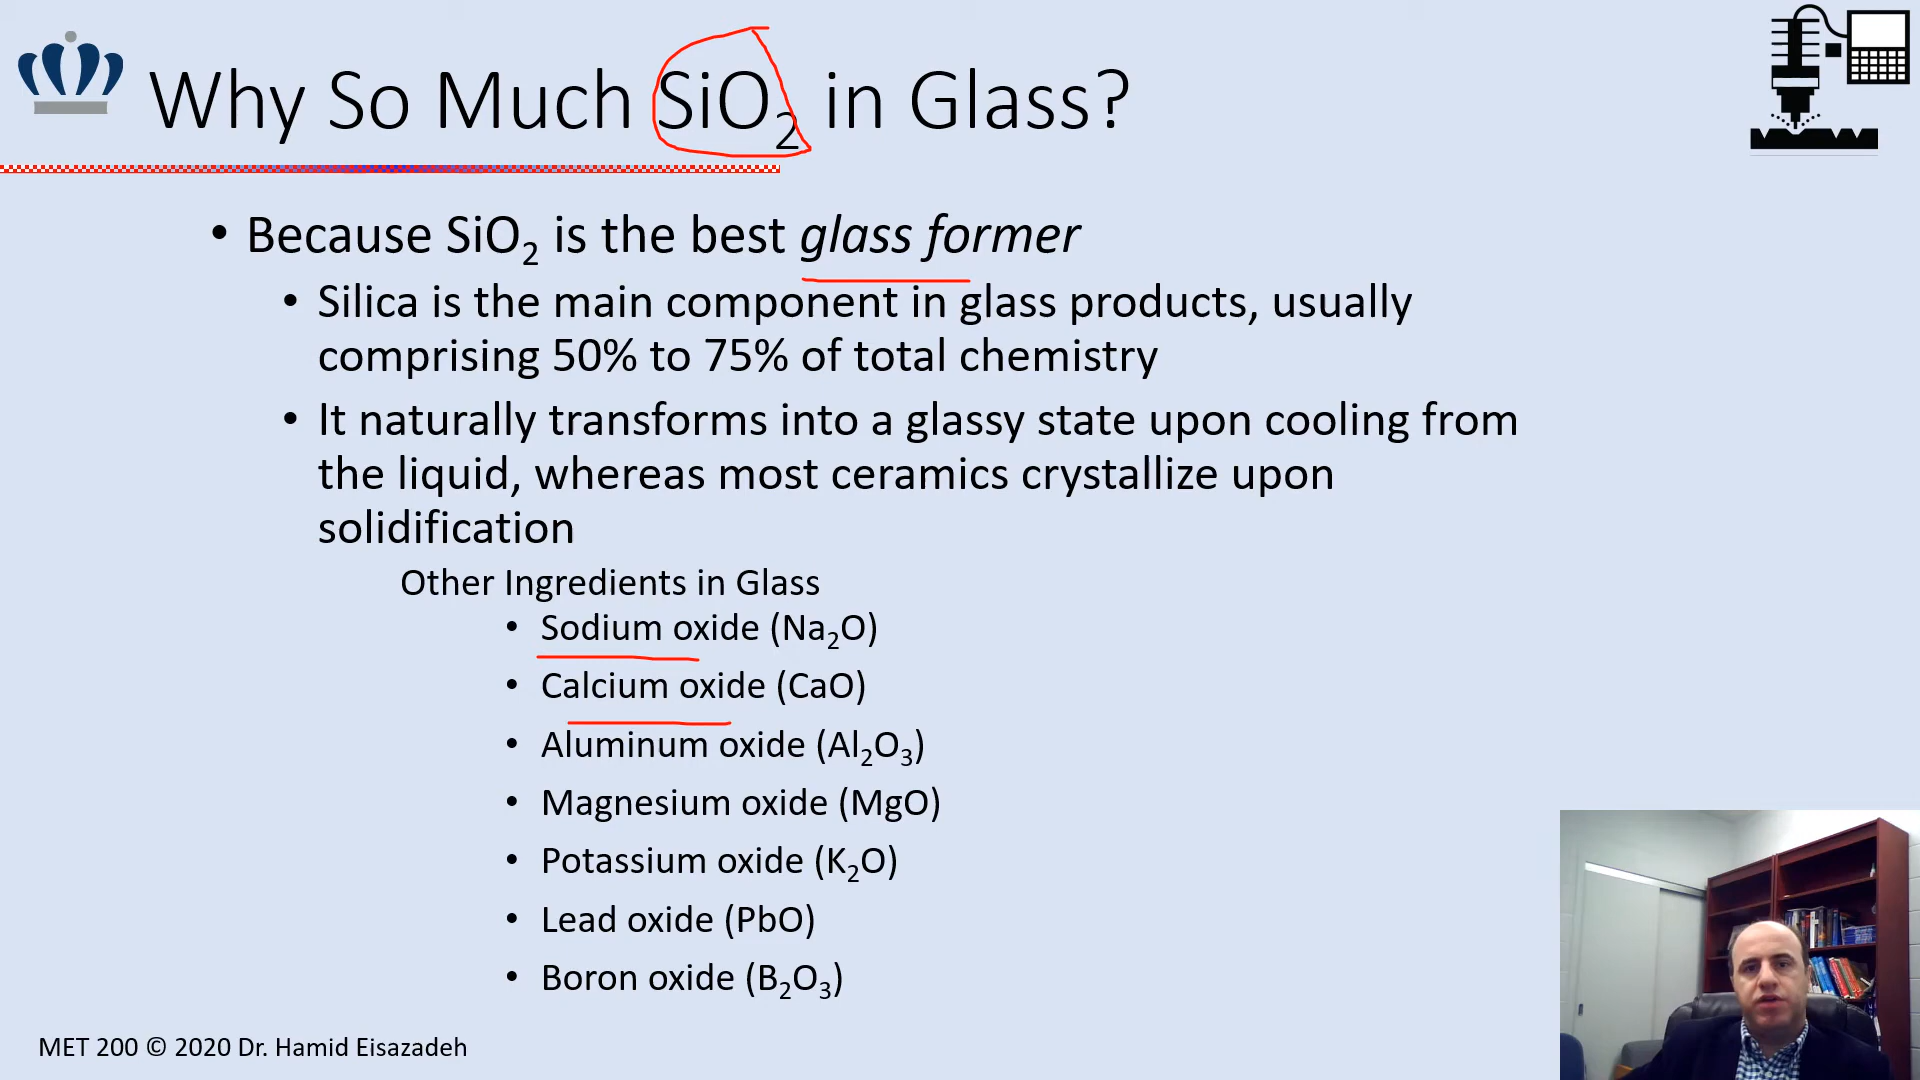 Why So Much SiO₂ in Glass?
• Because SiO₂ is the best glass former
• Silica is the main component in glass products, usually
comprising 50% to 75% of total chemistry
• It naturally transforms into a glassy state upon cooling from
the liquid, whereas most ceramics crystallize upon
solidification
Other Ingredients in Glass
• Sodium oxide (Na₂O)
• Calcium oxide (CaO)
• Aluminum oxide (Al₂O₃)
• Magnesium oxide (MgO)
• Potassium oxide (K₂O)
• Lead oxide (PbO)
• Boron oxide (B₂O₃)
MET 200 © 2020 Dr. Hamid Eisazadeh